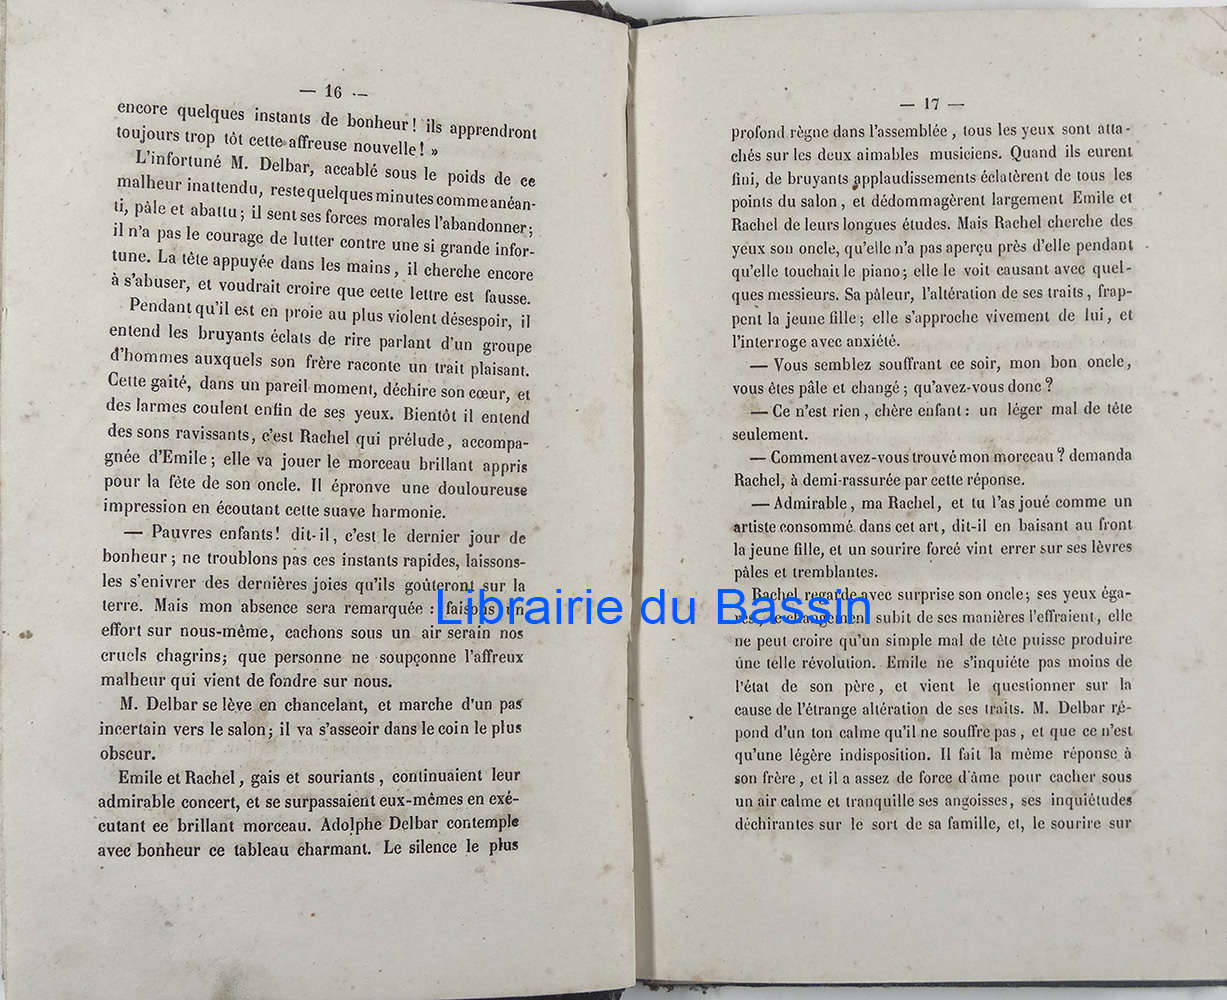 — 16 —
encore quelques instants de bonheur ! ils apprendront
toujours trop tôt cette affreuse nouvelle ! »
L'infortuné M. Delbar, accablé sous le poids de ce
malheur inattendu, reste quelques minutes comme anéan-
ti, pâle et abattu ; il sent ses forces morales l'abandonner ;
il n'a pas le courage de lutter contre une si grande infor-
tune. La tête appuyée dans les mains, il cherche encore
à s'abuser, et voudrait croire que cette lettre est fausse.
Pendant qu'il est en proie au plus violent désespoir, il
entend les bruyants éclats de rire parlant d'un groupe
d'hommes auxquels son frère raconte un trait plaisant.
Cette gaité, dans un pareil moment, déchire son cœur, et
des larmes coulent enfin de ses yeux. Bientôt il entend
des sons ravissants, c'est Rachel qui prélude, accompa-
gnée d'Emile ; elle va jouer le morceau brillant appris
pour la fête de son oncle. Il épronve une douloureuse
impression en écoutant cette suave harmonie.
— Pauvres enfants ! dit-il, c'est le dernier jour de
bonheur ; ne troublons pas ces instants rapides, laissons-
les s'enivrer des dernières joies qu'ils goûteront sur la
terre. Mais mon absence sera remarquée : faisons un
effort sur nous-même, cachons sous un air serain nos
cruels chagrins ; que personne ne soupçonne l'affreux
malheur qui vient de fondre sur nous.
M. Delbar se lève en chancelant, et marche d'un pas
incertain vers le salon ; il va s'asseoir dans le coin le plus
obscur.
Emile et Rachel, gais et souriants, continuaient leur
admirable concert, et se surpassaient eux-mêmes en exé-
cutant ce brillant morceau. Adolphe Delbar contemple
avec bonheur ce tableau charmant. Le silence le plus
— 17 —
profond règne dans l'assemblée, tous les yeux sont atta-
chés sur les deux aimables musiciens. Quand ils eurent
fini, de bruyants applaudissements éclatèrent de tous les
points du salon, et dédommagèrent largement Emile et
Rachel de leurs longues études. Mais Rachel cherche des
yeux son oncle, qu'elle n'a pas aperçu près d'elle pendant
qu'elle touchait le piano ; elle le voit causant avec quel-
ques messieurs. Sa pâleur, l'altération de ses traits, frap-
pent la jeune fille ; elle s'approche vivement de lui, et
l'interroge avec anxiété.
— Vous semblez souffrant ce soir, mon bon oncle,
vous êtes pâle et changé ; qu'avez-vous donc ?
— Ce n'est rien, chère enfant : un léger mal de tête
seulement.
— Comment avez-vous trouvé mon morceau ? demanda
Rachel, à demi-rassurée par cette réponse.
— Admirable, ma Rachel, et tu l'as joué comme un
artiste consommé dans cet art, dit-il en baisant au front
la jeune fille, et un sourire forcé vint errer sur ses lèvres
pâles et tremblantes.
Rachel regarde avec surprise son oncle ; ses yeux éga-
rés, le changement subit de ses manières l'effraient, elle
ne peut croire qu'un simple mal de tête puisse produire
une telle révolution. Emile ne s'inquiéte pas moins de
l'état de son père, et vient le questionner sur la
cause de l'étrange altération de ses traits. M. Delbar ré-
pond d'un ton calme qu'il ne souffre pas, et que ce n'est
qu'une légère indisposition. Il fait la même réponse à
son frère, et il a assez de force d'âme pour cacher sous
un air calme et tranquille ses angoisses, ses inquiétudes
déchirantes sur le sort de sa famille, et, le sourire sur
Librairie du Bassin